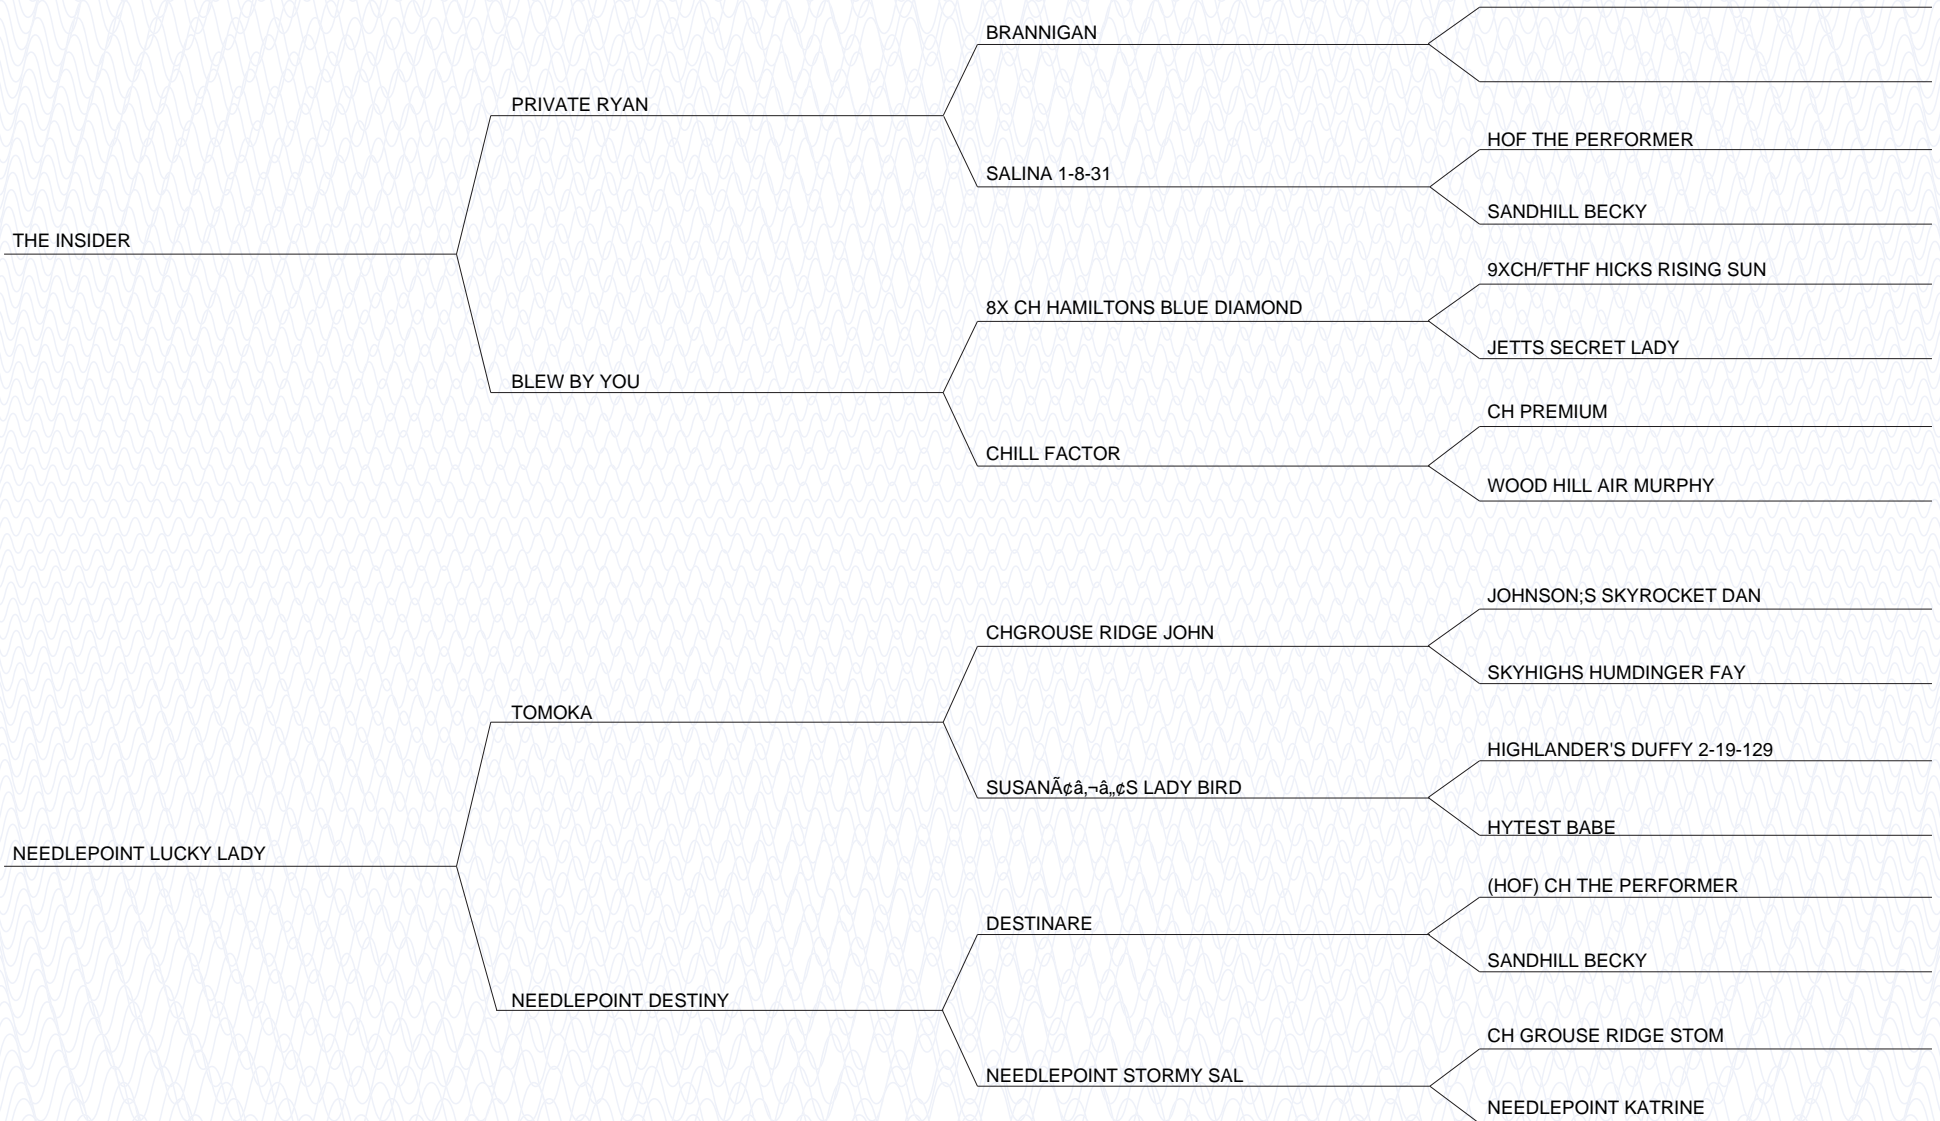 BRANNIGAN
PRIVATE RYAN
HOF THE PERFORMER
SALINA 1-8-31
SANDHILL BECKY
THE INSIDER
9XCH/FTHF HICKS RISING SUN
8X CH HAMILTONS BLUE DIAMOND
JETTS SECRET LADY
BLEW BY YOU
CH PREMIUM
CHILL FACTOR
WOOD HILL AIR MURPHY
JOHNSON;S SKYROCKET DAN
CHGROUSE RIDGE JOHN
SKYHIGHS HUMDINGER FAY
TOMOKA
HIGHLANDER'S DUFFY 2-19-129
SUSANÃ¢â‚¬â„¢S LADY BIRD
HYTEST BABE
NEEDLEPOINT LUCKY LADY
(HOF) CH THE PERFORMER
DESTINARE
SANDHILL BECKY
NEEDLEPOINT DESTINY
CH GROUSE RIDGE STOM
NEEDLEPOINT STORMY SAL
NEEDLEPOINT KATRINE